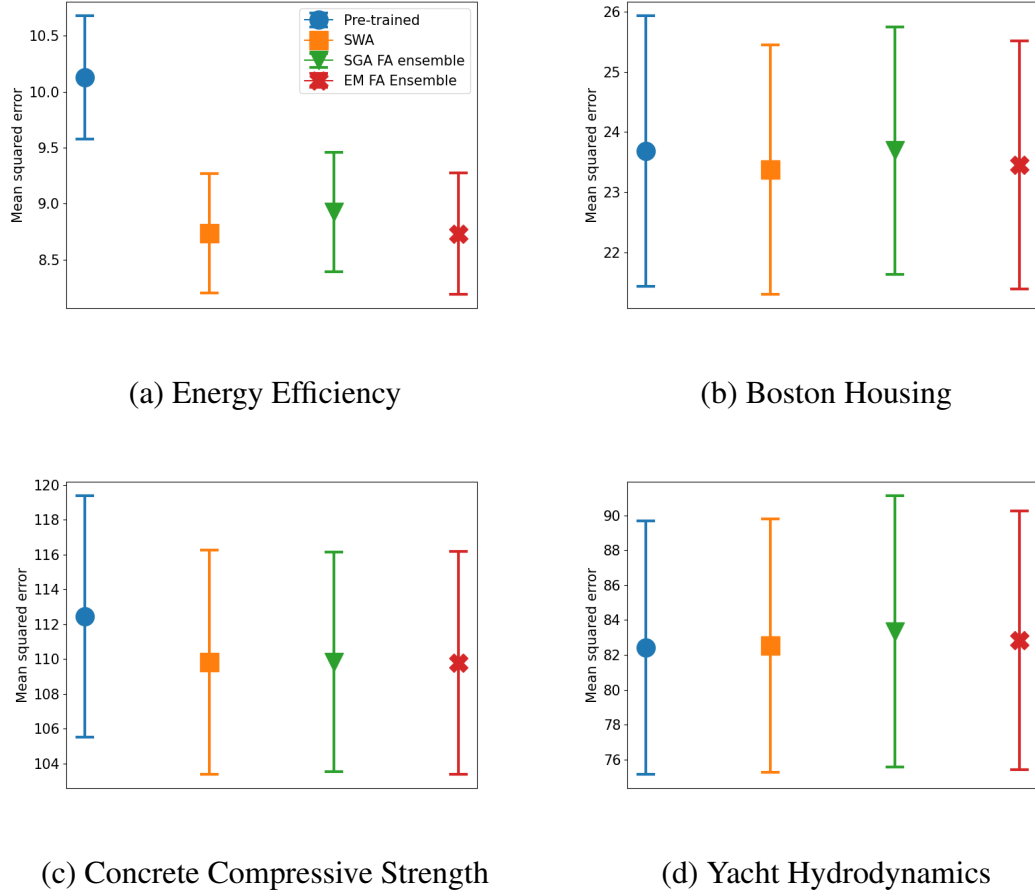 10.5
10.0
9.5
9.0
8.5
Mean squared error
Pre-trained
SWA
SGA FA ensemble
EM FA Ensemble
(a) Energy Efficiency
26
25
24
23
22
Mean squared error
(b) Boston Housing
120
118
116
114
112
110
108
106
104
Mean squared error
(c) Concrete Compressive Strength
90
88
86
84
82
80
78
76
Mean squared error
(d) Yacht Hydrodynamics